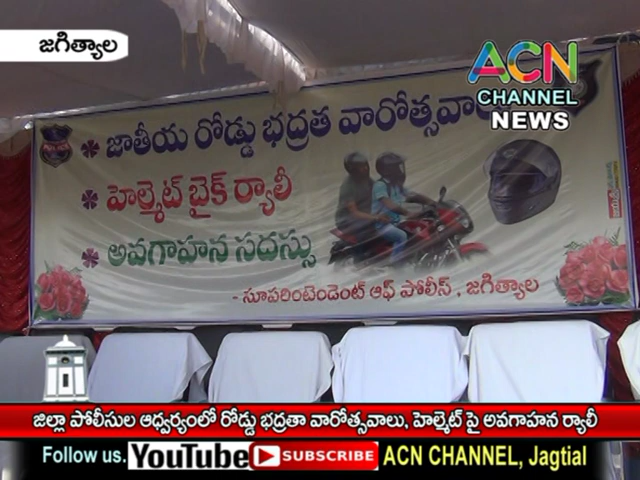 జగిత్యాల
ACN
CHANNEL
NEWS
జాతీయ రోడ్డు భద్రత వారోత్సవాలు
హెల్మెట్ బైక్ ర్యాలీ
అవగాహన సదస్సు
- సూపరింటెండెంట్ ఆఫ్ పోలీస్ , జగిత్యాల
జిల్లా పోలీసుల ఆధ్వర్యంలో రోడ్డు భద్రతా వారోత్సవాలు, హెల్మెట్ పై అవగాహన ర్యాలీ
Follow us. YouTube SUBSCRIBE ACN CHANNEL, Jagtial